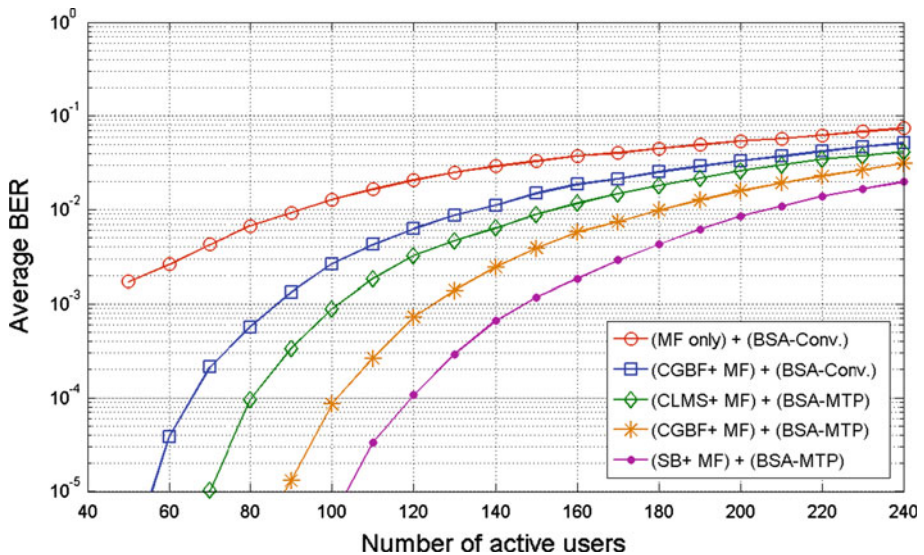 10^0
10^-1
10^-2
10^-3
10^-4
10^-5
Average BER
40 60 80 100 120 140 160 180 200 220 240
Number of active users
(MF only) + (BSA-Conv.)
(CGBF+ MF) + (BSA-Conv.)
(CLMS+ MF) + (BSA-MTP)
(CGBF+ MF) + (BSA-MTP)
(SB+ MF) + (BSA-MTP)